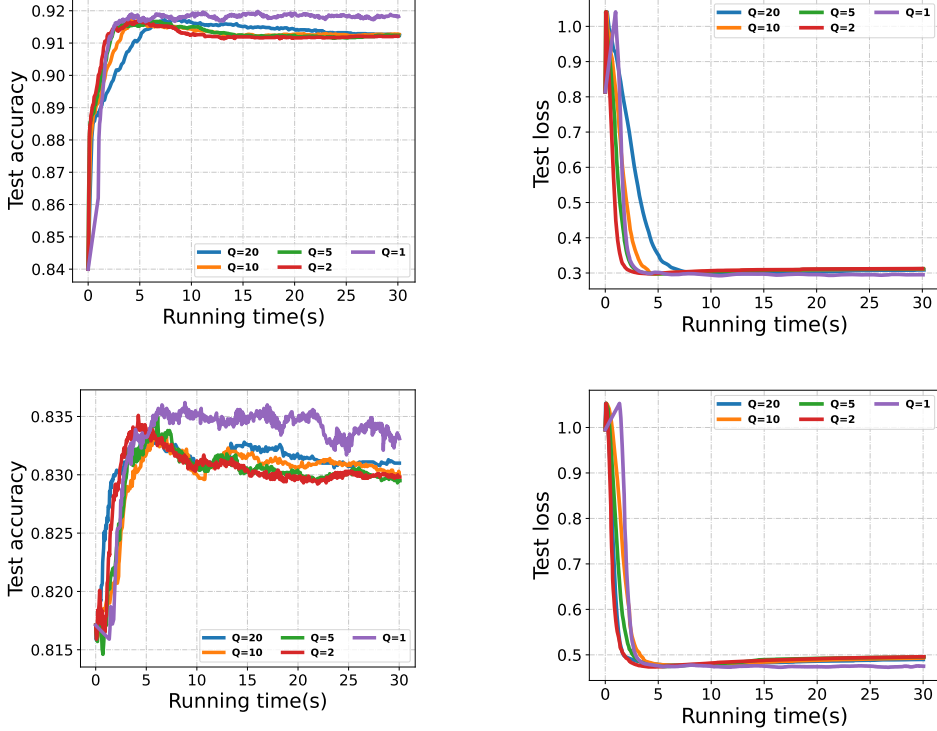 Test accuracy
0.92
0.91
0.90
0.89
0.88
0.87
0.86
0.85
0.84
0 5 10 15 20 25 30
Running time(s)
Q=20 Q=5 Q=1
Q=10 Q=2
Test loss
1.0
0.9
0.8
0.7
0.6
0.5
0.4
0.3
0 5 10 15 20 25 30
Running time(s)
Q=20 Q=5 Q=1
Q=10 Q=2
Test accuracy
0.835
0.830
0.825
0.820
0.815
0 5 10 15 20 25 30
Running time(s)
Q=20 Q=5 Q=1
Q=10 Q=2
Test loss
1.0
0.9
0.8
0.7
0.6
0.5
0 5 10 15 20 25 30
Running time(s)
Q=20 Q=5 Q=1
Q=10 Q=2